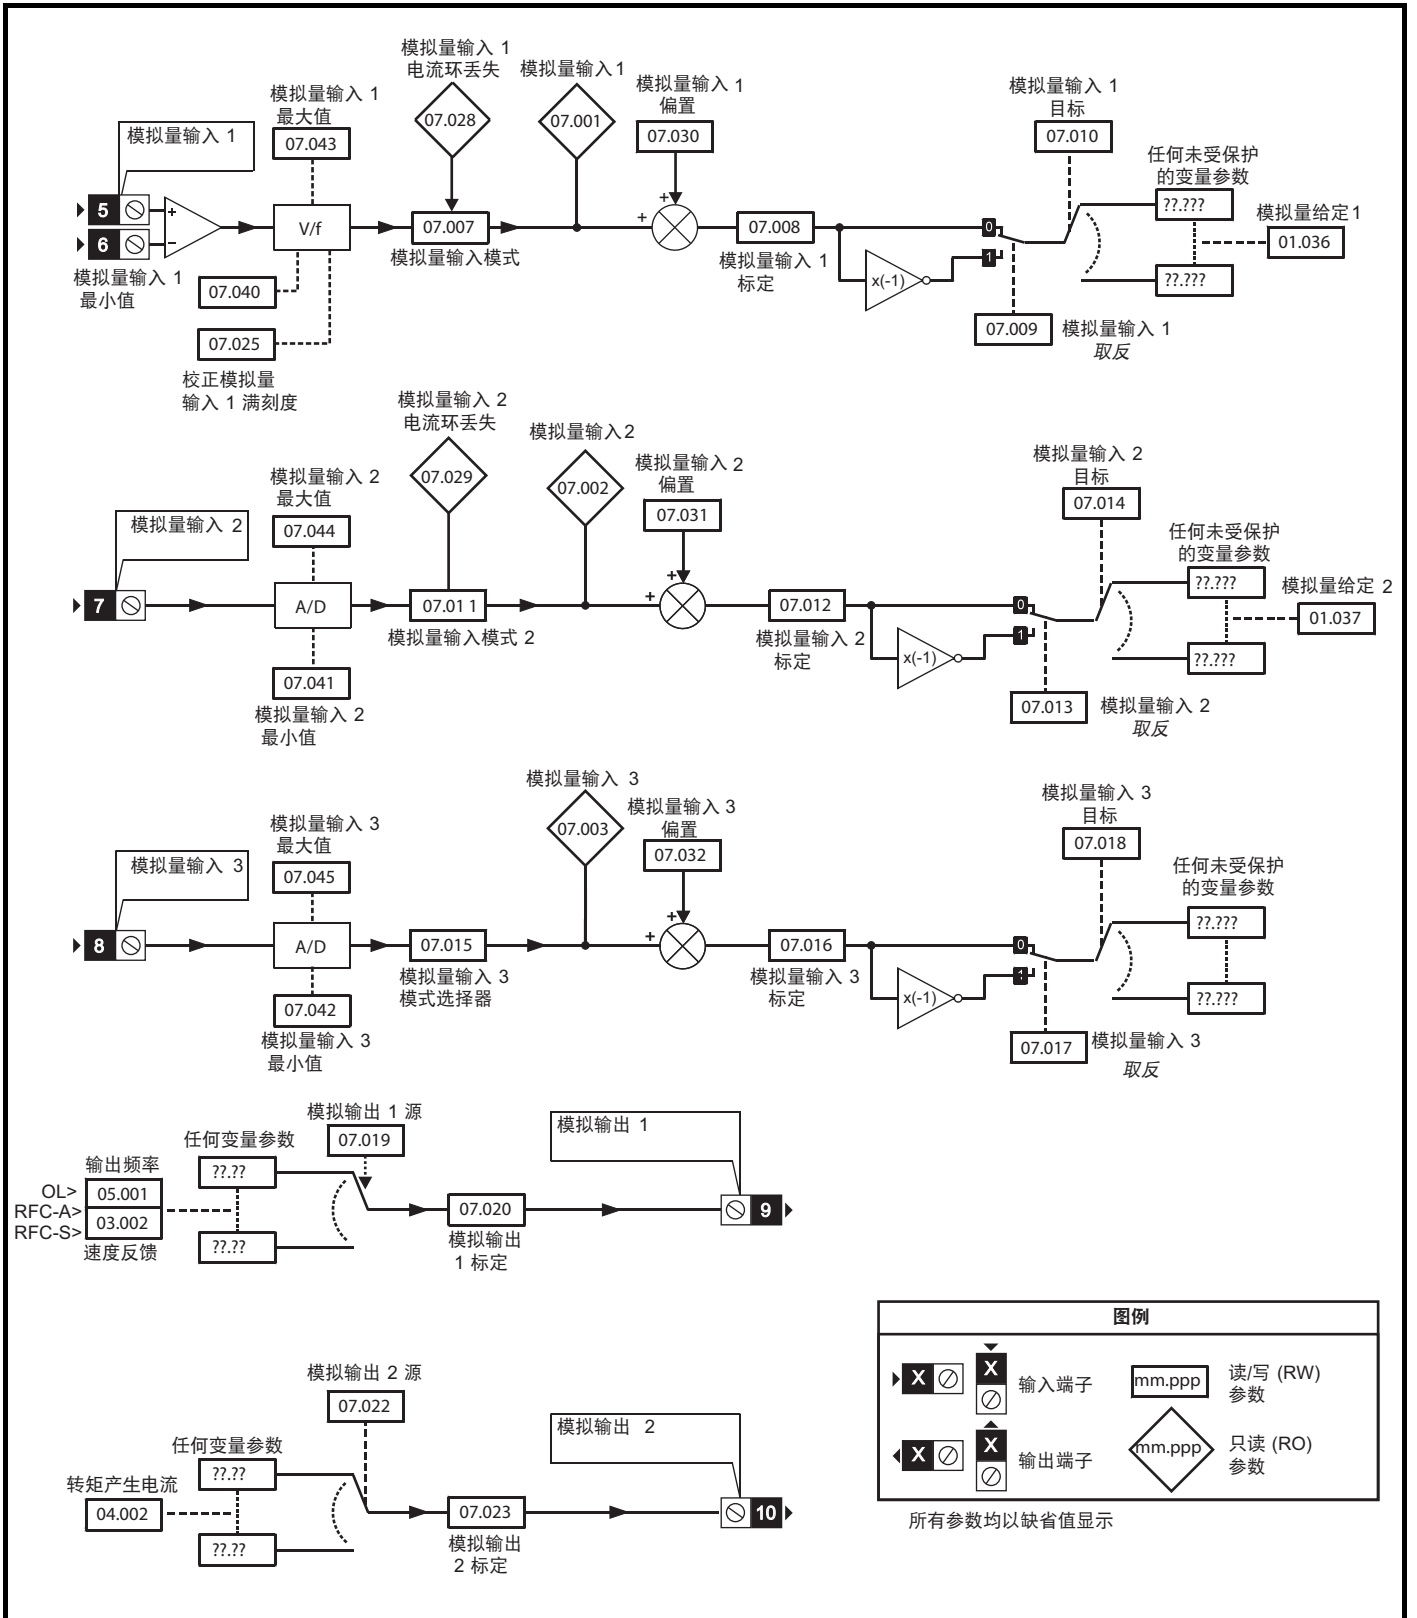 模拟量输入 1
电流环丢失
07.028
模拟量输入1
07.001
模拟量输入 1
偏置
07.030
模拟量输入 1
目标
07.010
模拟量输入 1
最大值
07.043
模拟量输入 1
任何未受保护
的变量参数
??.???
模拟量给定1
01.036
??.???
5
6
+
−
V/f
07.007
模拟量输入模式
+
+
07.008
模拟量输入 1
标定
0
1
x(-1)
模拟量输入 1
最小值
07.040
07.025
校正模拟量
输入 1 满刻度
07.009
模拟量输入 1
取反
模拟量输入 2
电流环丢失
07.029
模拟量输入2
07.002
模拟量输入 2
偏置
07.031
模拟量输入 2
目标
07.014
模拟量输入 2
最大值
07.044
模拟量输入 2
任何未受保护
的变量参数
??.???
模拟量给定 2
01.037
??.???
7
A/D
07.011
模拟量输入模式 2
+
+
07.012
模拟量输入 2
标定
0
1
x(-1)
07.041
模拟量输入 2
最小值
07.013
模拟量输入 2
取反
模拟量输入 3
07.003
模拟量输入 3
偏置
07.032
模拟量输入 3
目标
07.018
模拟量输入 3
最大值
07.045
模拟量输入 3
任何未受保护
的变量参数
??.???
??.???
8
A/D
07.015
模拟量输入 3
模式选择器
+
+
07.016
模拟量输入 3
标定
0
1
x(-1)
07.042
模拟量输入 3
最小值
07.017
模拟量输入 3
取反
模拟输出 1 源
07.019
任何变量参数
??.??
??.??
输出频率
OL>
05.001
RFC-A>
03.002
RFC-S>
速度反馈
07.020
模拟输出
1 标定
模拟输出 1
9
模拟输出 2 源
07.022
任何变量参数
??.??
??.??
转矩产生电流
04.002
07.023
模拟输出
2 标定
模拟输出 2
10
图例
X
X
输入端子
mm.ppp
读/写 (RW)
参数
X
X
输出端子
mm.ppp
只读 (RO)
参数
所有参数均以缺省值显示